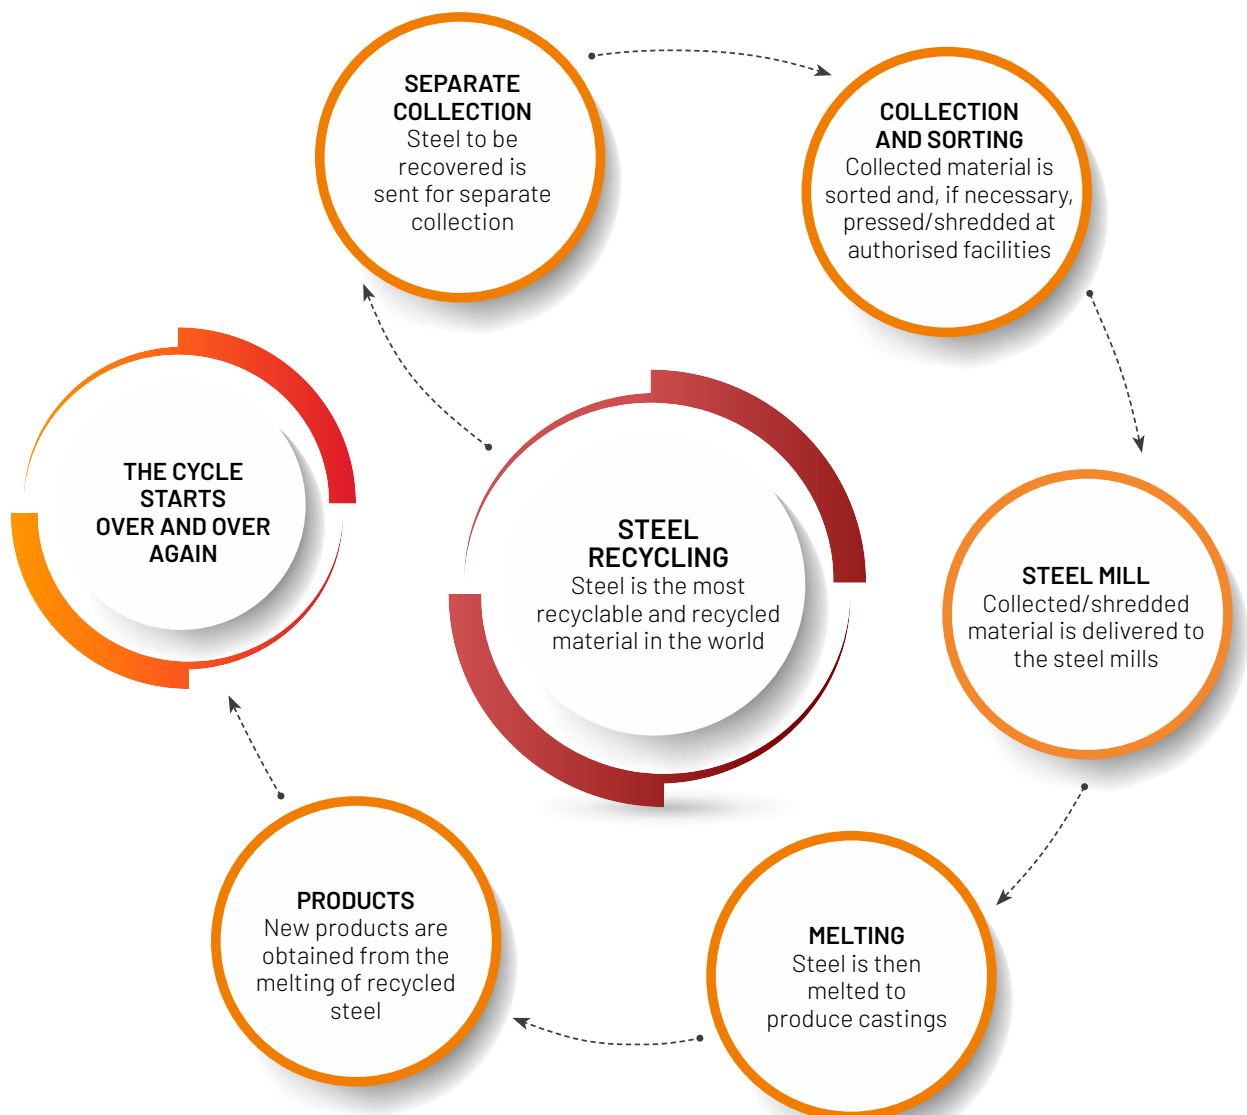 SEPARATE
COLLECTION
Steel to be
recovered is
sent for separate
collection
COLLECTION
AND SORTING
Collected material is
sorted and, if necessary,
pressed/shredded at
authorised facilities
STEEL MILL
Collected/shredded
material is delivered to
the steel mills
MELTING
Steel is then
melted to
produce castings
PRODUCTS
New products are
obtained from the
melting of recycled
steel
THE CYCLE
STARTS
OVER AND OVER
AGAIN
STEEL
RECYCLING
Steel is the most
recyclable and recycled
material in the world